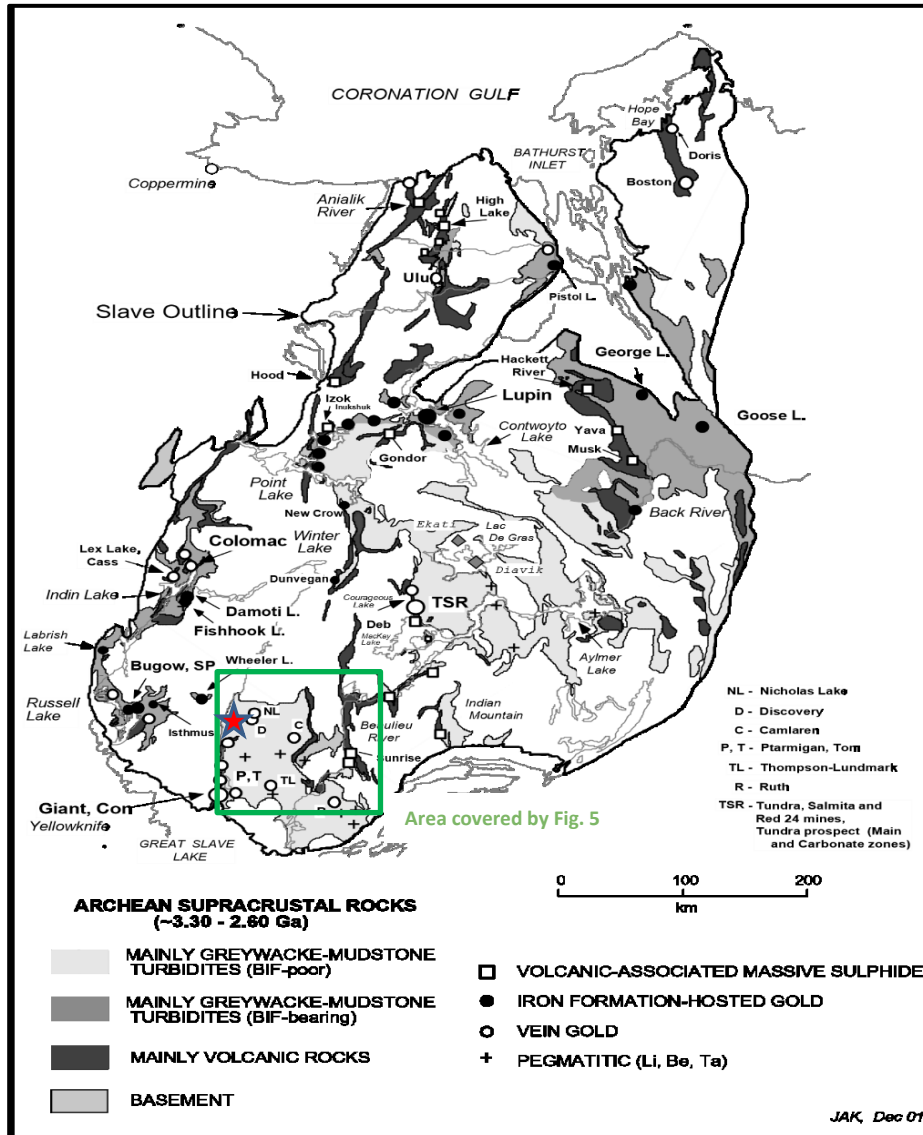 CORONATION GULF
Hope
Bay
Doris
BATHURST
INLET
Boston
Coppermine
Anialik
River
High
Lake
Ulu
Pistol L.
Slave Outline
Hackett
River
George L.
Hood
Izok
Inukshuk
Lupin
Goose L.
Yava
Contwoyto
Lake
Musk
Gondor
Point
Lake
Back River
New Crow
Ekati
Lac
De Gras
Colomac
Winter
Lake
Lex Lake,
Cass
Diavik
Dunvegan
Indin Lake
Courageous
Lake
TSR
Damoti L.
Fishhook L.
Deb
MacKay
Lake
Labrish
Lake
Aylmer
Lake
Bugow, SP
Wheeler L.
Russell
Lake
NL
Indian
Mountain
Isthmus
D
C
Beaulieu
River
Sunrise
P, T
TL
Giant, Con
R
Yellowknife
Area covered by Fig. 5
GREAT SLAVE
LAKE
NL - Nicholas Lake
D - Discovery
C - Camlaren
P, T - Ptarmigan, Tom
TL - Thompson-Lundmark
R - Ruth
TSR - Tundra, Salmita and
Red 24 mines,
Tundra prospect (Main
and Carbonate zones)
0 100 200
km
ARCHEAN SUPRACRUSTAL ROCKS
(~3.30 - 2.60 Ga)
MAINLY GREYWACKE-MUDSTONE
TURBIDITES (BIF-poor)
MAINLY GREYWACKE-MUDSTONE
TURBIDITES (BIF-bearing)
MAINLY VOLCANIC ROCKS
BASEMENT
VOLCANIC-ASSOCIATED MASSIVE SULPHIDE
IRON FORMATION-HOSTED GOLD
VEIN GOLD
PEGMATITIC (Li, Be, Ta)
JAK, Dec 01